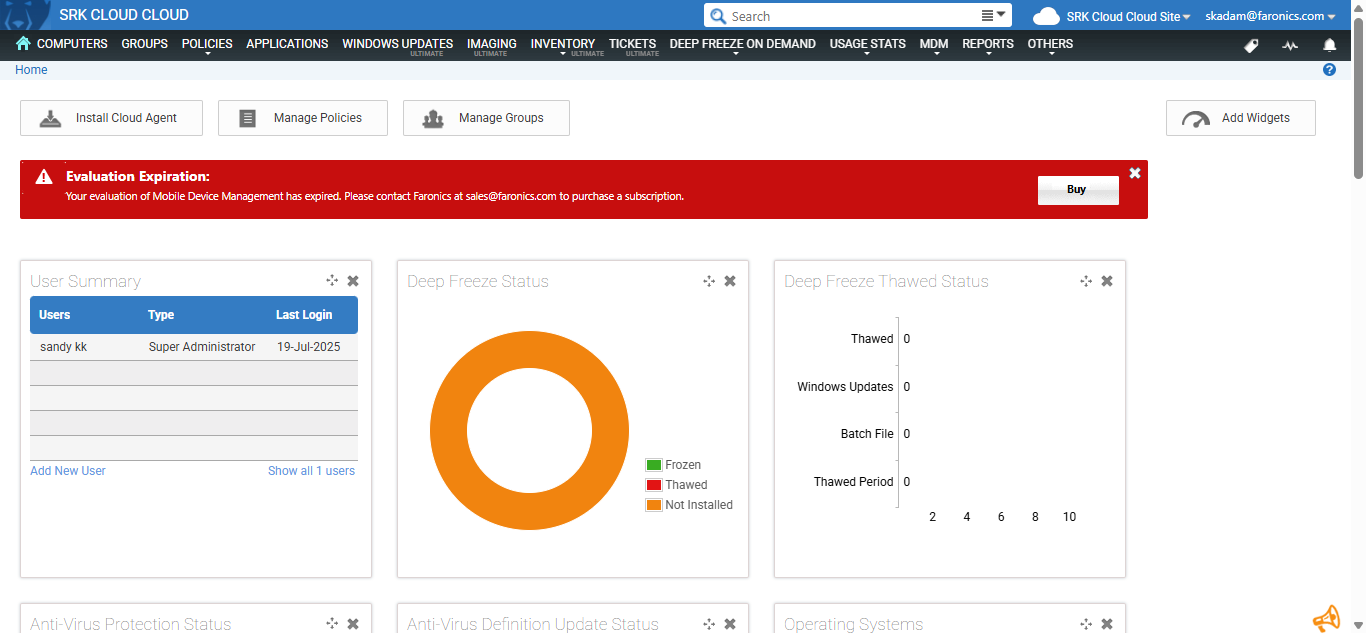 SRK CLOUD CLOUD
Search
SRK Cloud Cloud Site
skadam@faronics.com
COMPUTERS GROUPS POLICIES APPLICATIONS WINDOWS UPDATES IMAGING INVENTORY TICKETS DEEP FREEZE ON DEMAND USAGE STATS MDM REPORTS OTHERS
ULTIMATE ULTIMATE ULTIMATE ULTIMATE
Home
?
Install Cloud Agent
Manage Policies
Manage Groups
Add Widgets
Evaluation Expiration:
Your evaluation of Mobile Device Management has expired. Please contact Faronics at sales@faronics.com to purchase a subscription.
Buy
User Summary
Users Type Last Login
sandy kk Super Administrator 19-Jul-2025
Add New User Show all 1 users
Deep Freeze Status
Frozen
Thawed
Not Installed
Deep Freeze Thawed Status
Thawed 0
Windows Updates 0
Batch File 0
Thawed Period 0
2 4 6 8 10
Anti-Virus Protection Status
Anti-Virus Definition Update Status
Operating Systems